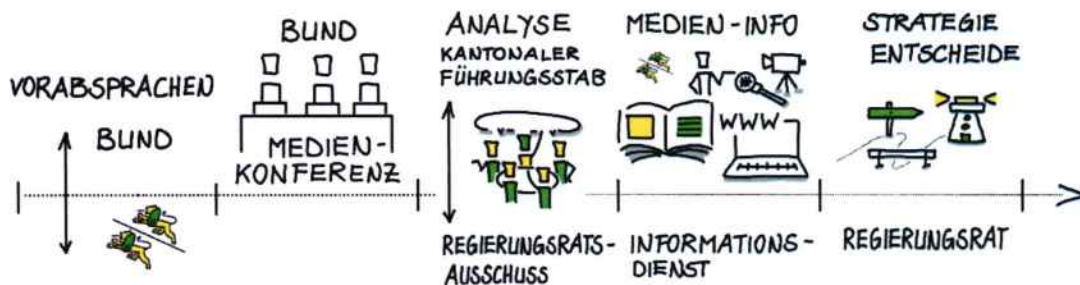 VORABSPRACHEN
BUND
BUND
MEDIEN-
KONFERENZ
ANALYSE
KANTONALER
FÜHRUNGSSTAB
REGIERUNGSRATS-
AUSSCHUSS
MEDIEN-INFO
WWW
INFORMATIONS-
DIENST
STRATEGIE
ENTSCHEIDE
REGIERUNGSRAT